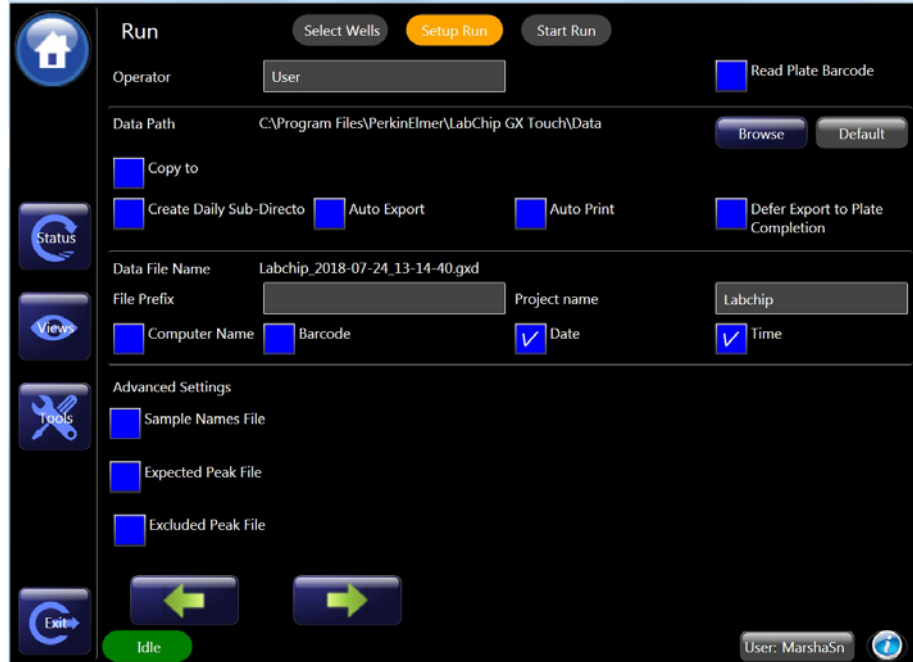 Run
Select Wells
Setup Run
Start Run
Operator
User
Read Plate Barcode
Data Path
C:\Program Files\PerkinElmer\LabChip GX Touch\Data
Browse
Default
Copy to
Create Daily Sub-Directo
Auto Export
Auto Print
Defer Export to Plate
Completion
Status
Data File Name
Labchip_2018-07-24_13-14-40.gxd
File Prefix
Project name
Labchip
Views
Computer Name
Barcode
Date
Time
Advanced Settings
Tools
Sample Names File
Expected Peak File
Excluded Peak File
Exit
Idle
User: MarshaSn